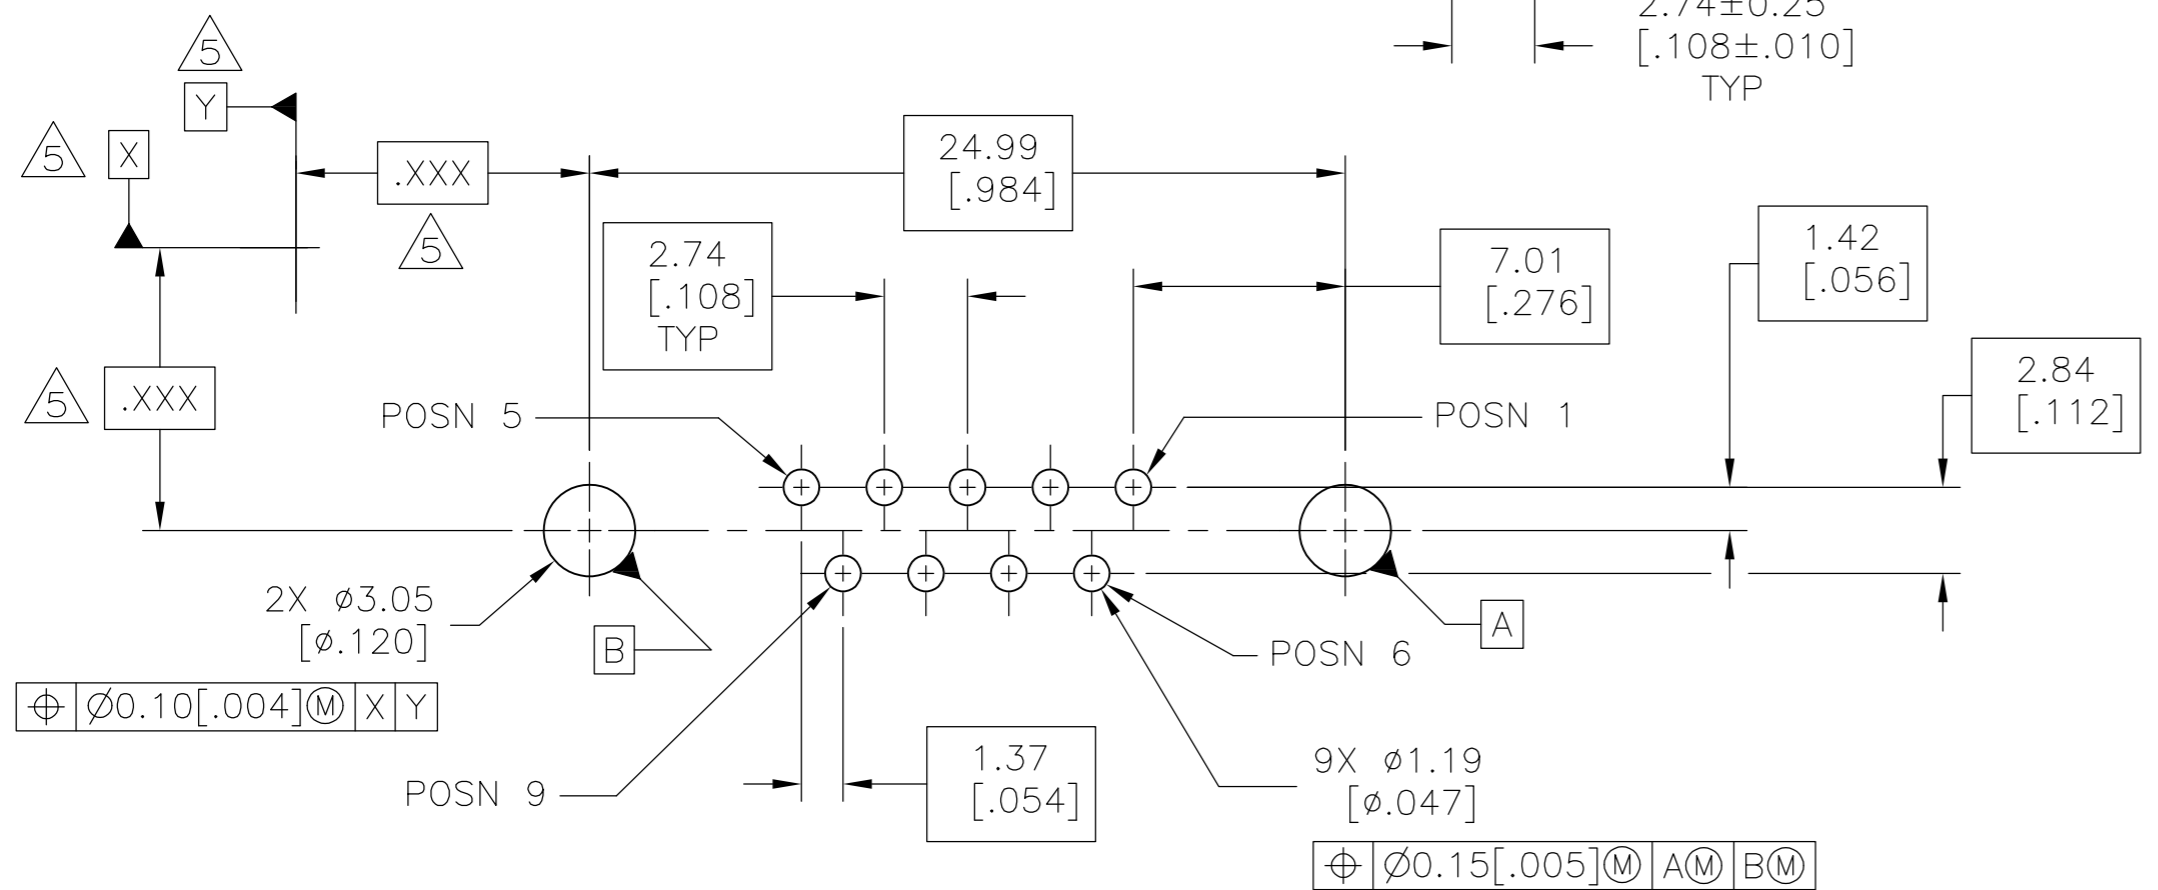 2.74±0.25
[.108±.010]
TYP
5
Y
5
X
.XXX
5
24.99
[.984]
2.74
[.108]
TYP
7.01
[.276]
1.42
[.056]
2.84
[.112]
5
.XXX
POSN 5
POSN 1
2X ⌀3.05
[⌀.120]
B
A
POSN 6
⌖ ⌀0.10[.004]Ⓜ X Y
POSN 9
1.37
[.054]
9X ⌀1.19
[⌀.047]
⌖ ⌀0.15[.005]Ⓜ AⓂ BⓂ